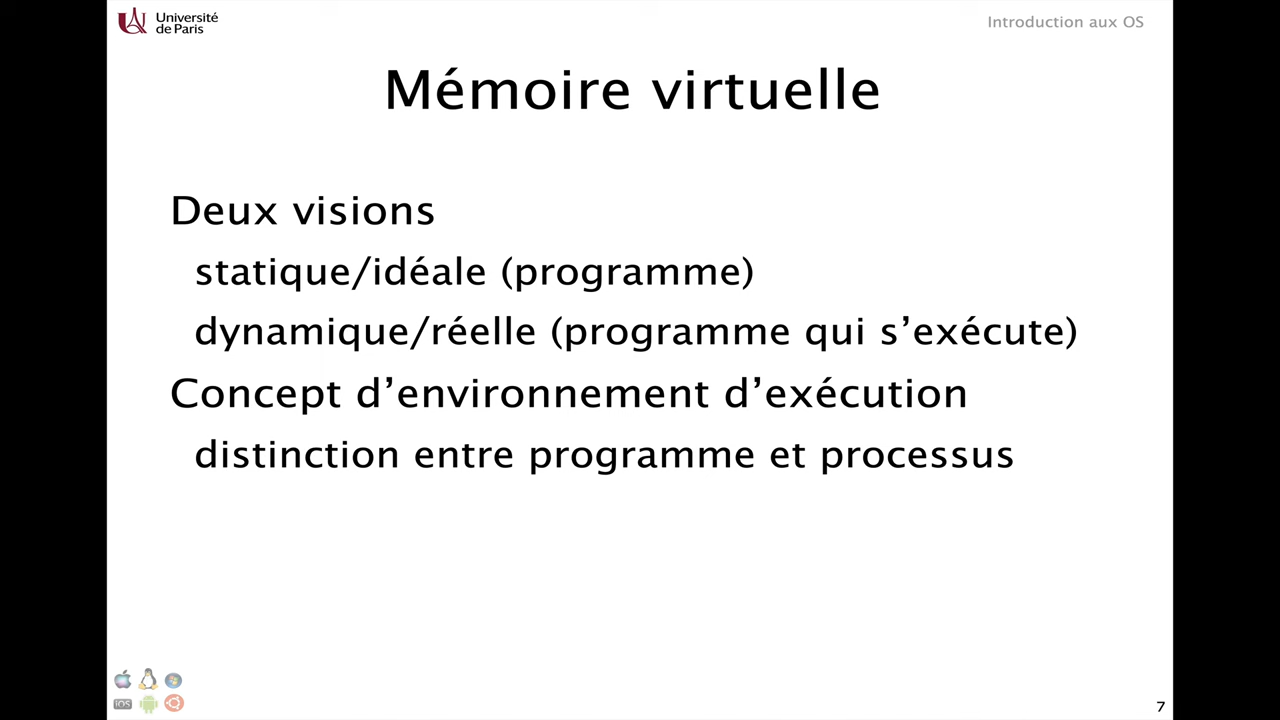 Université
de Paris
Introduction aux OS
Mémoire virtuelle
Deux visions
statique/idéale (programme)
dynamique/réelle (programme qui s’exécute)
Concept d’environnement d’exécution
distinction entre programme et processus
iOS
7